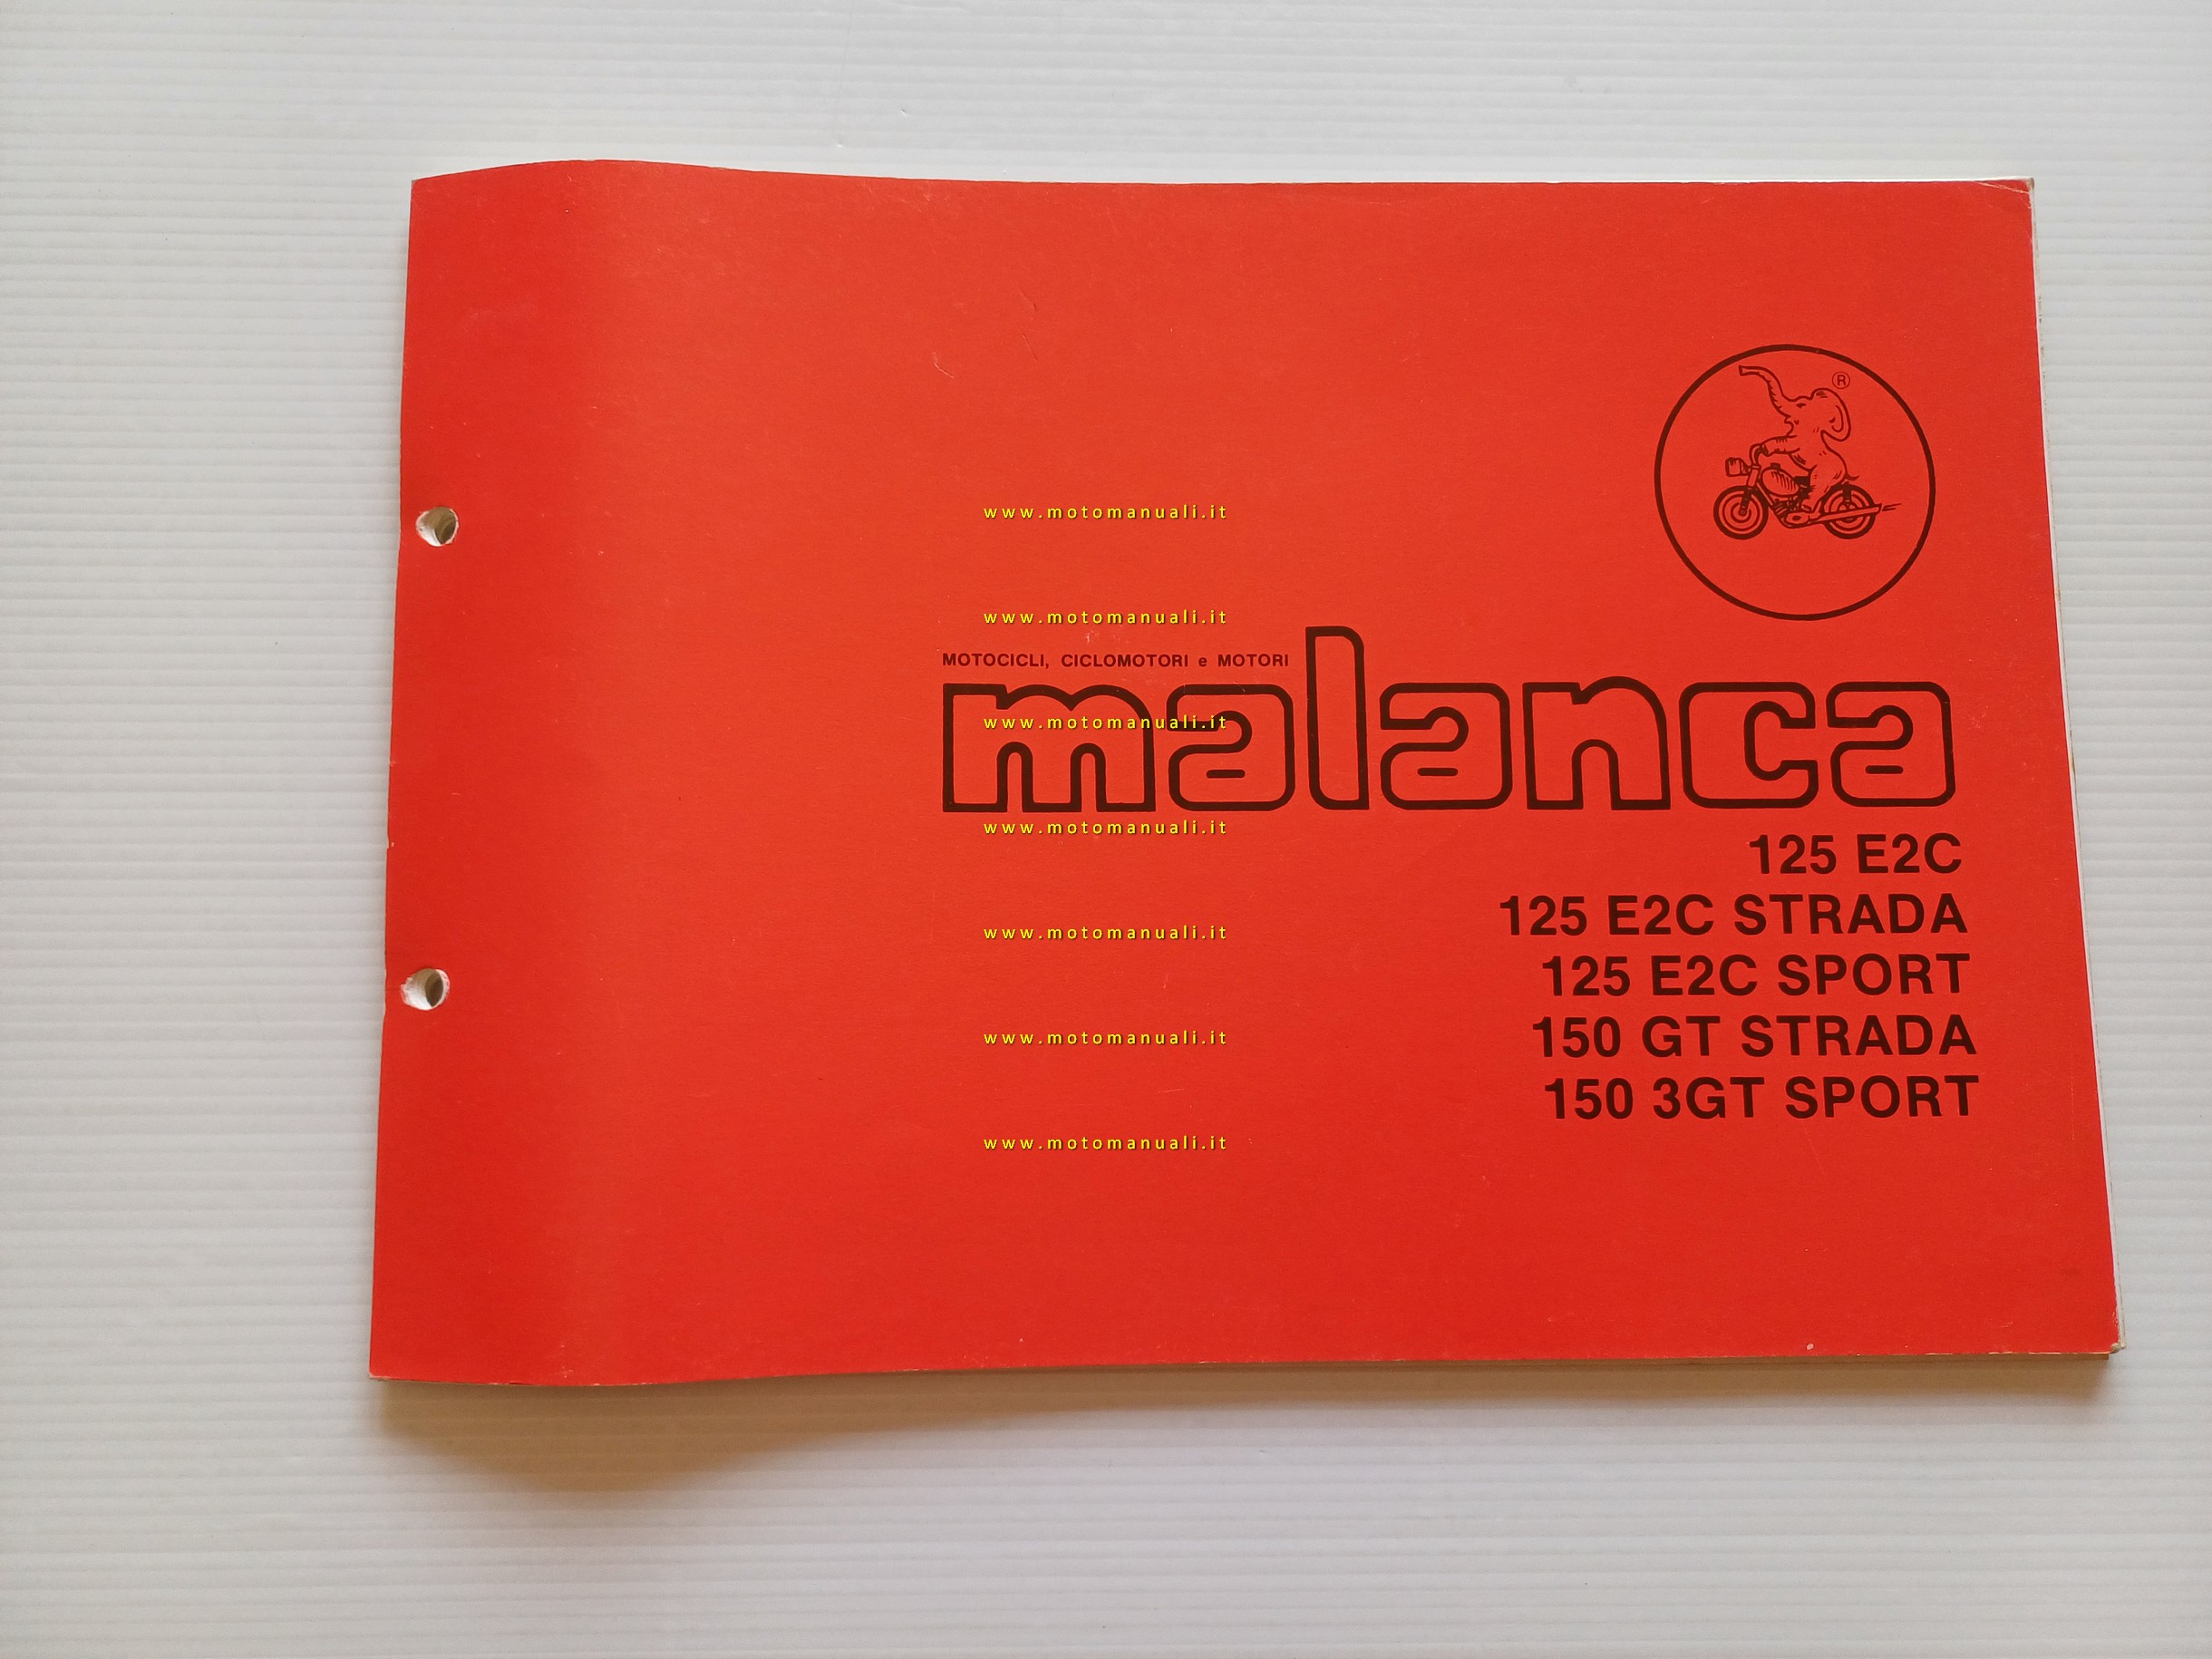 ®
www.motomanuali.it
www.motomanuali.it
MOTOCICLI, CICLOMOTORI e MOTORI
malanca
www.motomanuali.it
www.motomanuali.it
125 E2C
125 E2C STRADA
www.motomanuali.it
125 E2C SPORT
150 GT STRADA
www.motomanuali.it
150 3GT SPORT
www.motomanuali.it